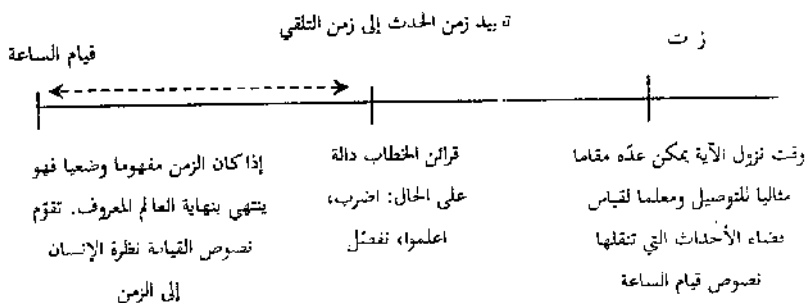 تأبيد زمن الحدث إلى زمن التلقي
ز ت
قيام الساعة
وقت نزول الآية يمكن عدّه مقاما
مثاليا للتوصيل ومعلما لقياس
فضاء الأحداث التي تنقلها
نصوص قيام الساعة
قرائن الخطاب دالة
على الحال: اضرب،
اعلموا، نفصّل
إذا كان الزمن مفهوما وضعيا فهو
ينتهي بنهاية العالم المعروف. تقوّم
نصوص القيامة نظرة الإنسان
إلى الزمن